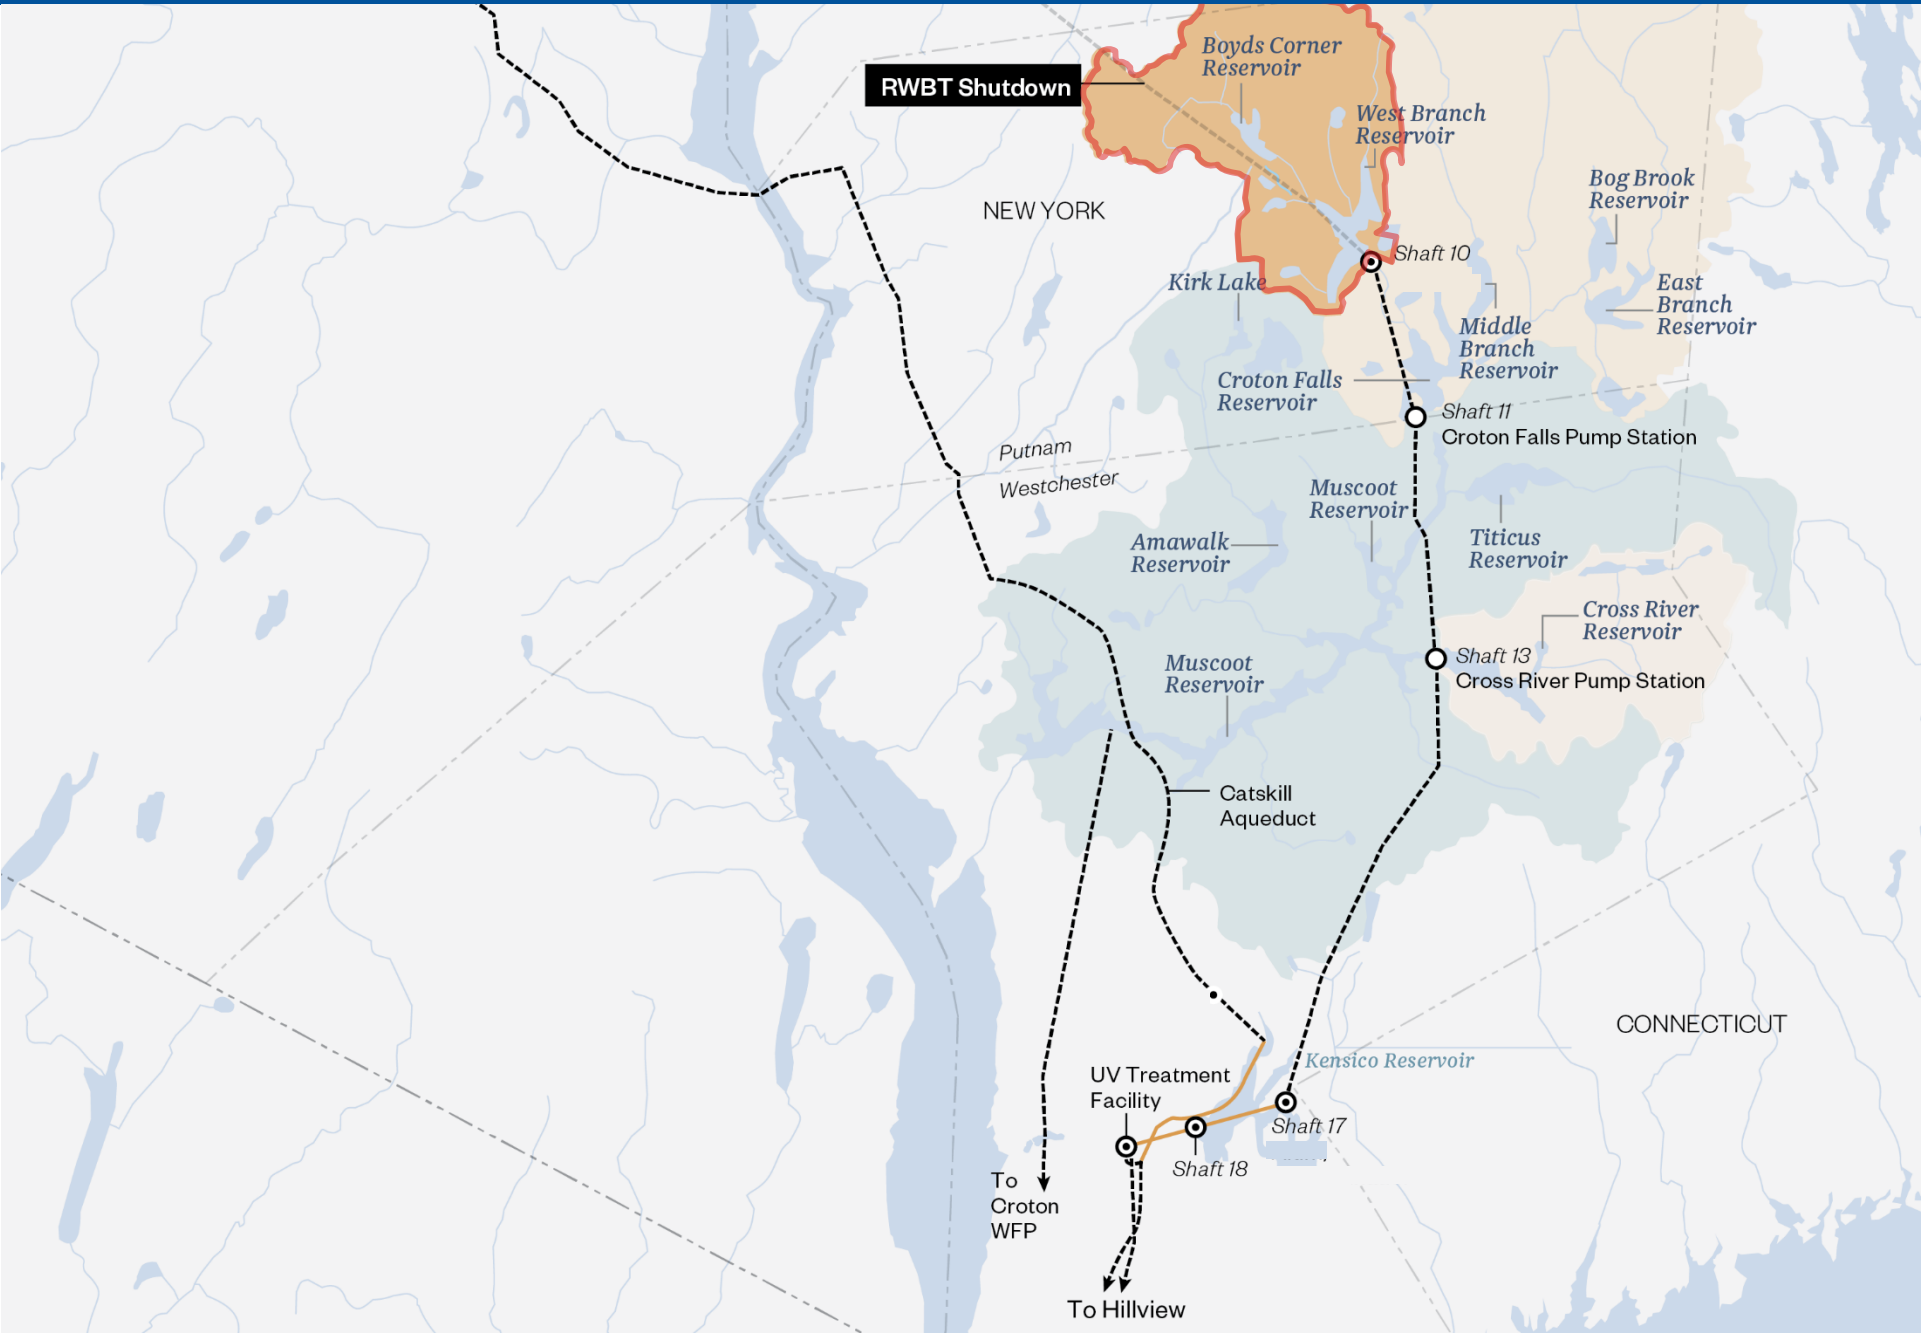 Boyds Corner
Reservoir
RWBT Shutdown
West Branch
Reservoir
Bog Brook
Reservoir
NEW YORK
Shaft 10
Kirk Lake
East
Branch
Reservoir
Middle
Branch
Reservoir
Croton Falls
Reservoir
Shaft 11
Croton Falls Pump Station
Putnam
Westchester
Muscoot
Reservoir
Titicus
Reservoir
Amawalk
Reservoir
Cross River
Reservoir
Shaft 13
Cross River Pump Station
Muscoot
Reservoir
Catskill
Aqueduct
CONNECTICUT
Kensico Reservoir
UV Treatment
Facility
Shaft 17
Shaft 18
To
Croton
WFP
To Hillview